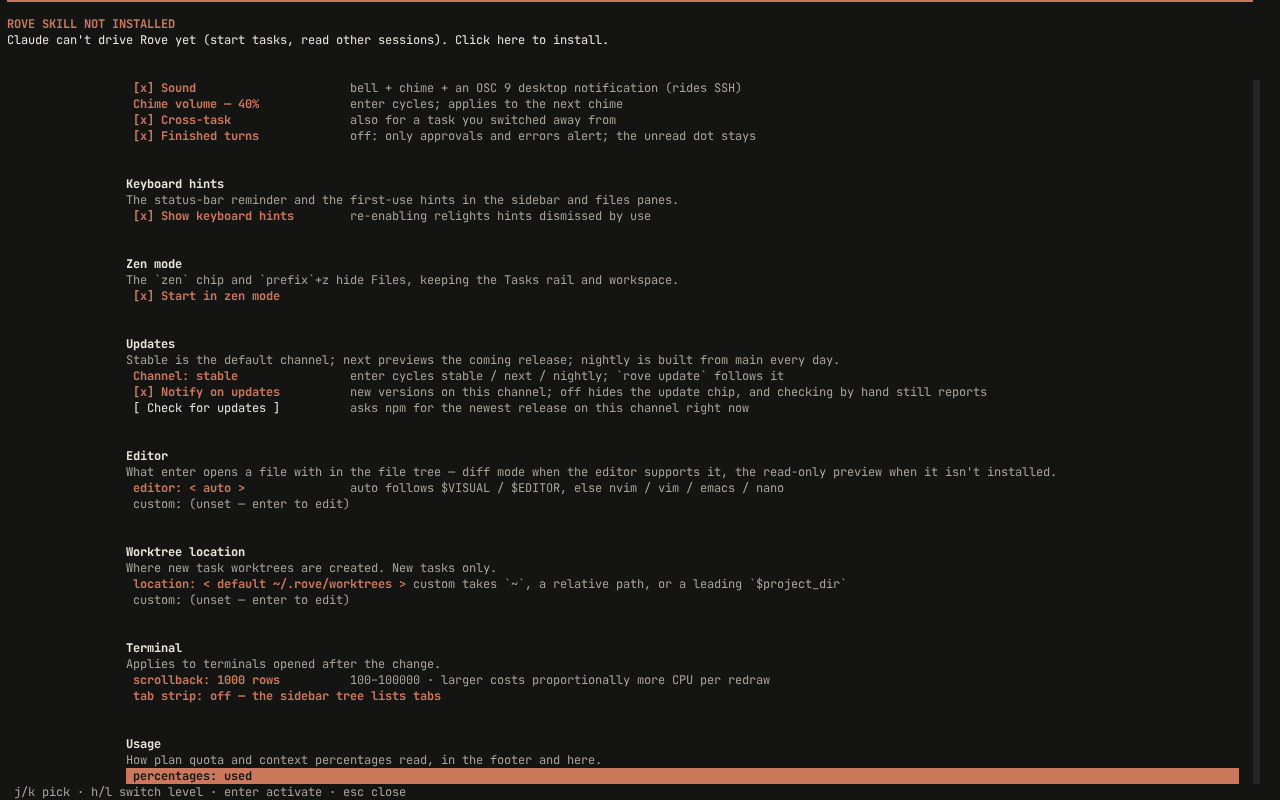 ROVE SKILL NOT INSTALLED
Claude can't drive Rove yet (start tasks, read other sessions). Click here to install.
[x] Sound bell + chime + an OSC 9 desktop notification (rides SSH)
Chime volume — 40% enter cycles; applies to the next chime
[x] Cross-task also for a task you switched away from
[x] Finished turns off: only approvals and errors alert; the unread dot stays
Keyboard hints
The status-bar reminder and the first-use hints in the sidebar and files panes.
[x] Show keyboard hints re-enabling relights hints dismissed by use
Zen mode
The `zen` chip and `prefix`+z hide Files, keeping the Tasks rail and workspace.
[x] Start in zen mode
Updates
Stable is the default channel; next previews the coming release; nightly is built from main every day.
Channel: stable enter cycles stable / next / nightly; `rove update` follows it
[x] Notify on updates new versions on this channel; off hides the update chip, and checking by hand still reports
[ Check for updates ] asks npm for the newest release on this channel right now
Editor
What enter opens a file with in the file tree — diff mode when the editor supports it, the read-only preview when it isn't installed.
editor: < auto > auto follows $VISUAL / $EDITOR, else nvim / vim / emacs / nano
custom: (unset — enter to edit)
Worktree location
Where new task worktrees are created. New tasks only.
location: < default ~/.rove/worktrees > custom takes `~`, a relative path, or a leading `$project_dir`
custom: (unset — enter to edit)
Terminal
Applies to terminals opened after the change.
scrollback: 1000 rows 100–100000 · larger costs proportionally more CPU per redraw
tab strip: off — the sidebar tree lists tabs
Usage
How plan quota and context percentages read, in the footer and here.
percentages: used
j/k pick · h/l switch level · enter activate · esc close